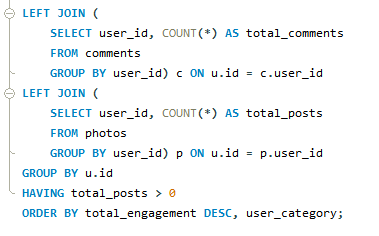 LEFT JOIN (
SELECT user_id, COUNT(*) AS total_comments
FROM comments
GROUP BY user_id) c ON u.id = c.user_id
LEFT JOIN (
SELECT user_id, COUNT(*) AS total_posts
FROM photos
GROUP BY user_id) p ON u.id = p.user_id
GROUP BY u.id
HAVING total_posts > 0
ORDER BY total_engagement DESC, user_category;